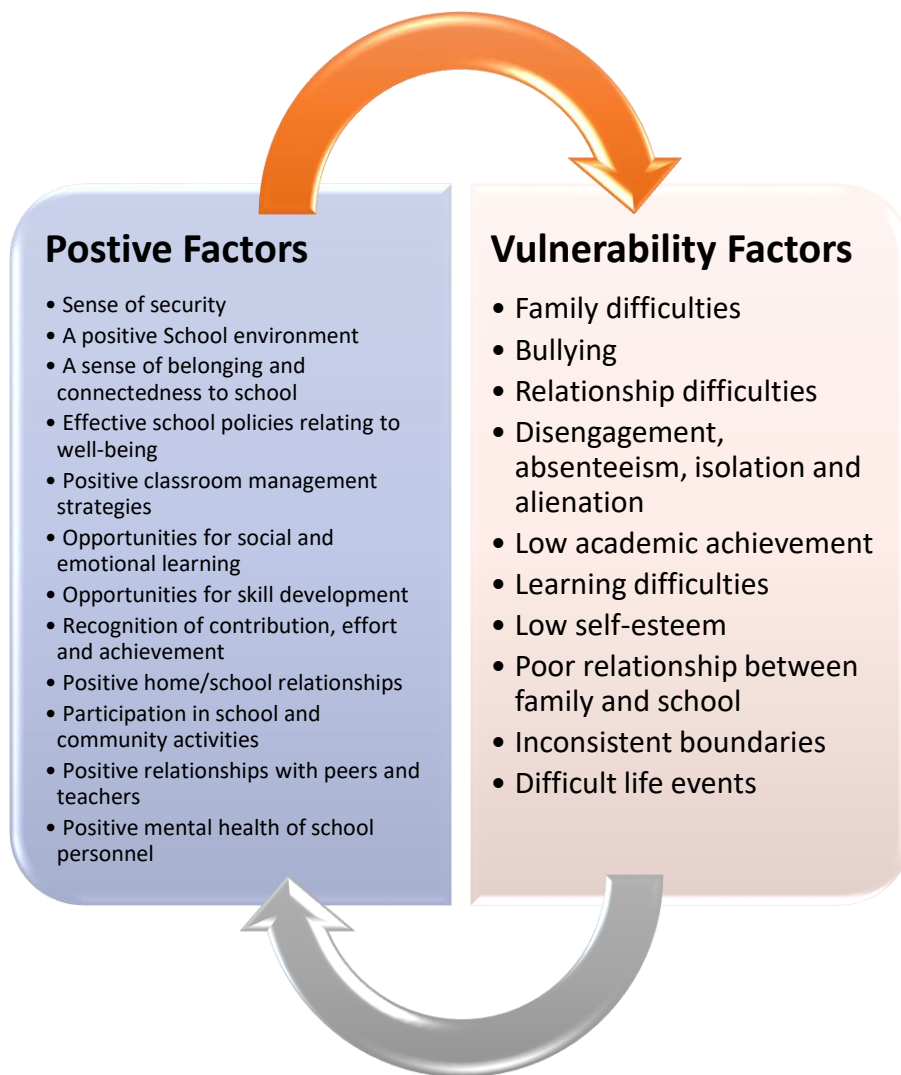 Postive Factors
• Sense of security
• A positive School environment
• A sense of belonging and
connectedness to school
• Effective school policies relating to
well-being
• Positive classroom management
strategies
• Opportunities for social and
emotional learning
• Opportunities for skill development
• Recognition of contribution, effort
and achievement
• Positive home/school relationships
• Participation in school and
community activities
• Positive relationships with peers and
teachers
• Positive mental health of school
personnel
Vulnerability Factors
• Family difficulties
• Bullying
• Relationship difficulties
• Disengagement,
absenteeism, isolation and
alienation
• Low academic achievement
• Learning difficulties
• Low self-esteem
• Poor relationship between
family and school
• Inconsistent boundaries
• Difficult life events